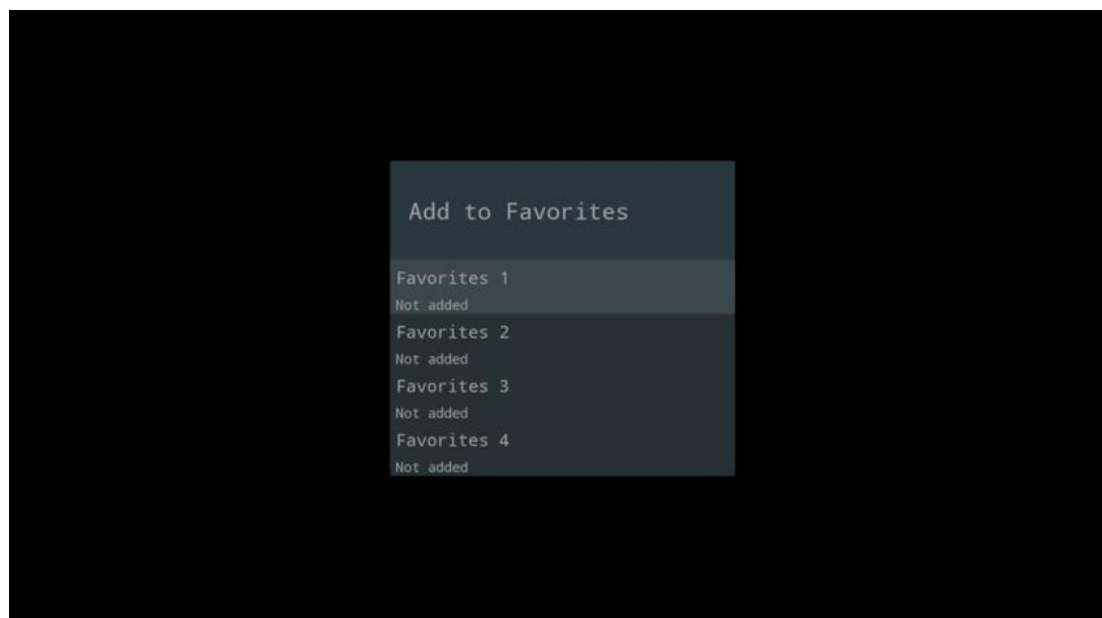 Add to Favorites
Favorites 1
Not added
Favorites 2
Not added
Favorites 3
Not added
Favorites 4
Not added